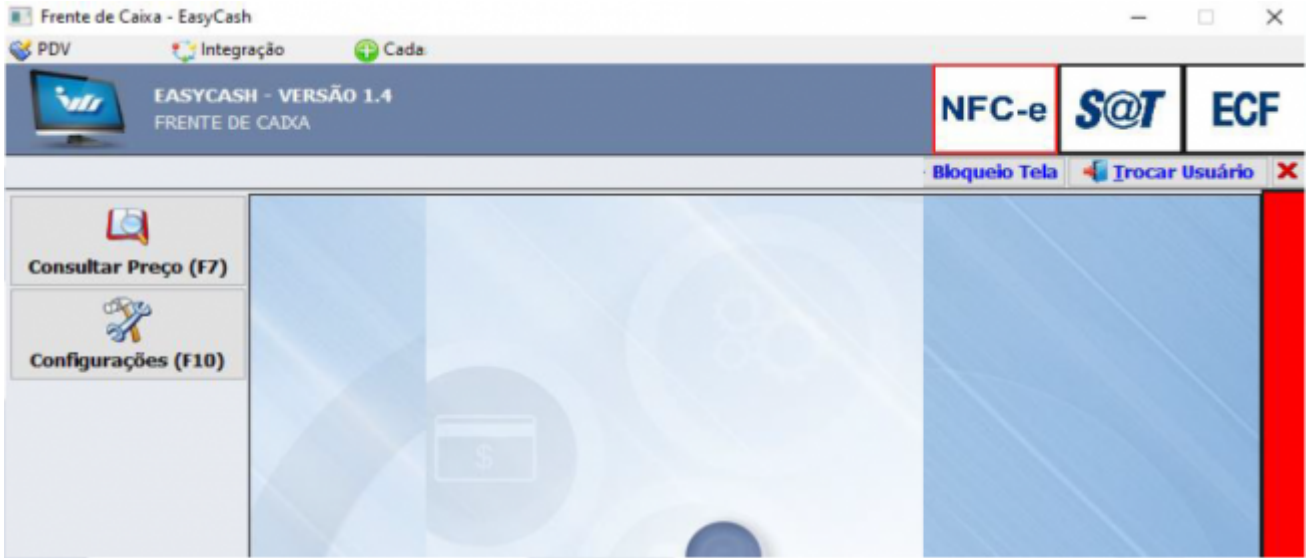 Frente de Caixa - EasyCash
PDV Integração Cada
EASYCASH - VERSÃO 1.4
FRENTE DE CAIXA
NFC-e S@T ECF
Bloqueio Tela Trocar Usuário
Consultar Preço (F7)
Configurações (F10)
$